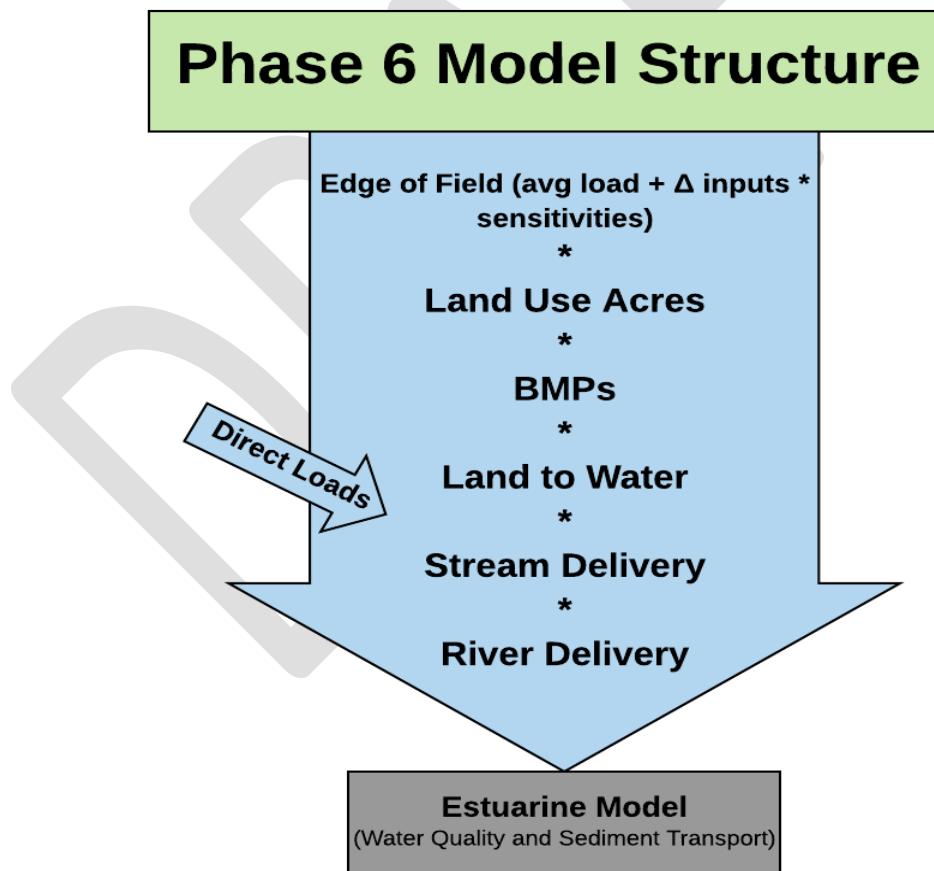 Phase 6 Model Structure
Edge of Field (avg load + Δ inputs *
sensitivities)
*
Land Use Acres
*
BMPs
*
Land to Water
*
Direct Loads
Stream Delivery
*
River Delivery
Estuarine Model
(Water Quality and Sediment Transport)